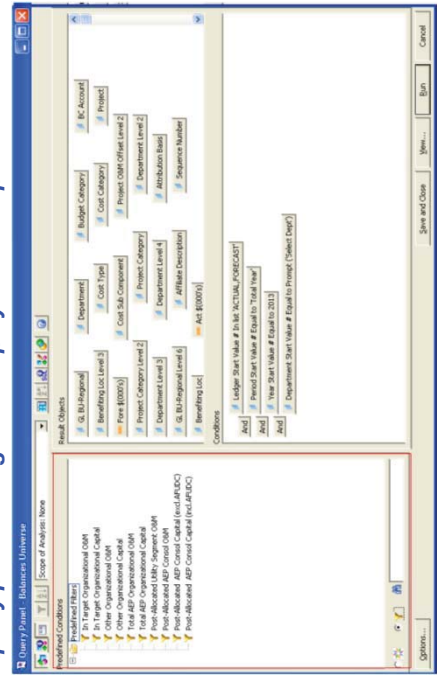 Query Panel - Balances Universe
Scope of Analysis: None
Predefined Conditions
Predefined Filters
In Target Organizational O&M
In Target Organizational Capital
Other Organizational O&M
Other Organizational Capital
Total AEP Organizational O&M
Total AEP Organizational Capital
Post-Allocated Utility Segment O&M
Post-Allocated AEP Consol O&M
Post-Allocated AEP Consol Capital (excl.AFUDC)
Post-Allocated AEP Consol Capital (incl.AFUDC)
Result Objects
GL BU-Regional
Department
Budget Category
BC Account
Benefiting Loc Level 3
Cost Type
Cost Category
Project
Fore $(000's)
Cost Sub Component
Project O&M Offset Level 2
Project Category Level 2
Project Category
Department Level 2
Department Level 3
Department Level 4
Attribution Basis
GL BU-Regional Level 6
Affiliate Description
Sequence Number
Benefiting Loc
Act $(000's)
Conditions
Ledger Start Value # In list 'ACTUAL,FORECAST'
And
Period Start Value # Equal to 'Total Year'
And
Year Start Value # Equal to 2013
And
Department Start Value # Equal to Prompt ('Select Dept')
Options...
Save and Close
View...
Run
Cancel